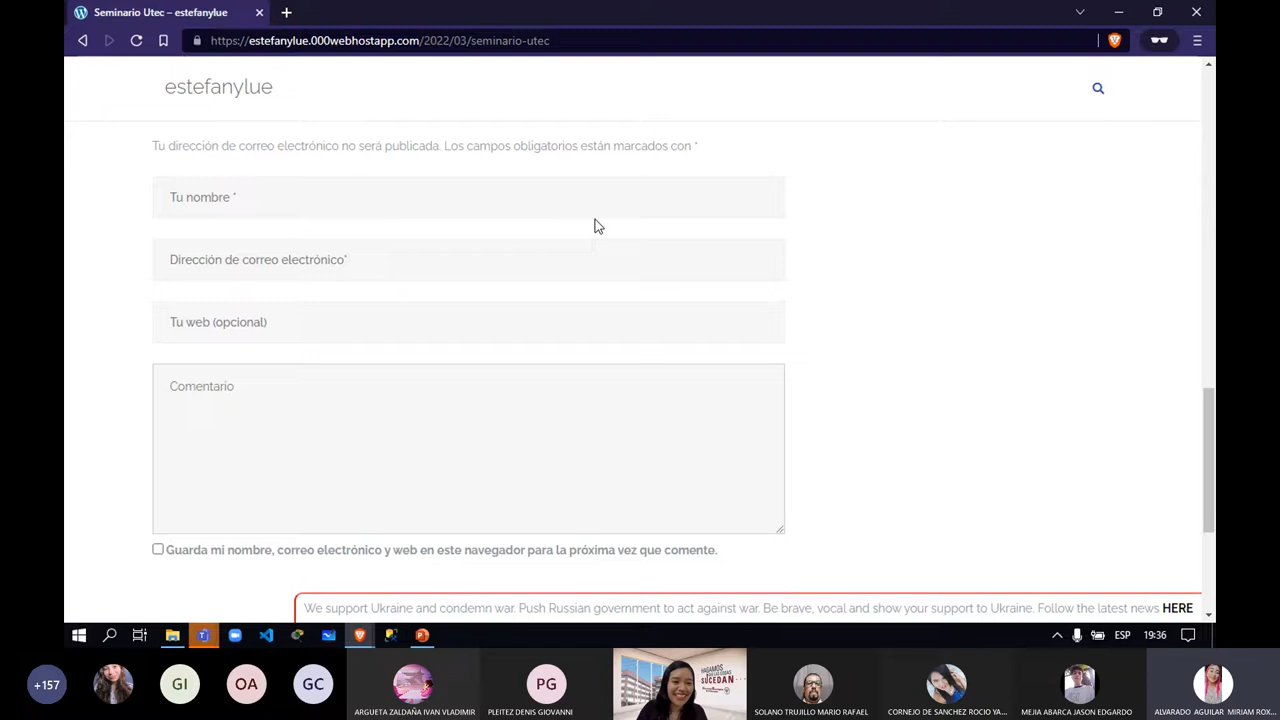 Seminario Utec – estefanylue
https://estefanylue.000webhostapp.com/2022/03/seminario-utec
estefanylue
Tu dirección de correo electrónico no será publicada. Los campos obligatorios están marcados con *
Tu nombre *
Dirección de correo electrónico*
Tu web (opcional)
Comentario
Guarda mi nombre, correo electrónico y web en este navegador para la próxima vez que comente.
We support Ukraine and condemn war. Push Russian government to act against war. Be brave, vocal and show your support to Ukraine. Follow the latest news HERE
ESP
19:36
+157
GI
OA
GC
PG
HAGAMOS
QUE LAS COSAS
SUCEDAN
ARGUETA ZALDAÑA IVAN VLADIMIR
PLEITEZ DENIS GIOVANNI
SOLANO TRUJILLO MARIO RAFAEL
CORNEJO DE SANCHEZ ROCIO YA...
MEJIA ABARCA JASON EDGARDO
ALVARADO AGUILAR MIRIAM ROX...